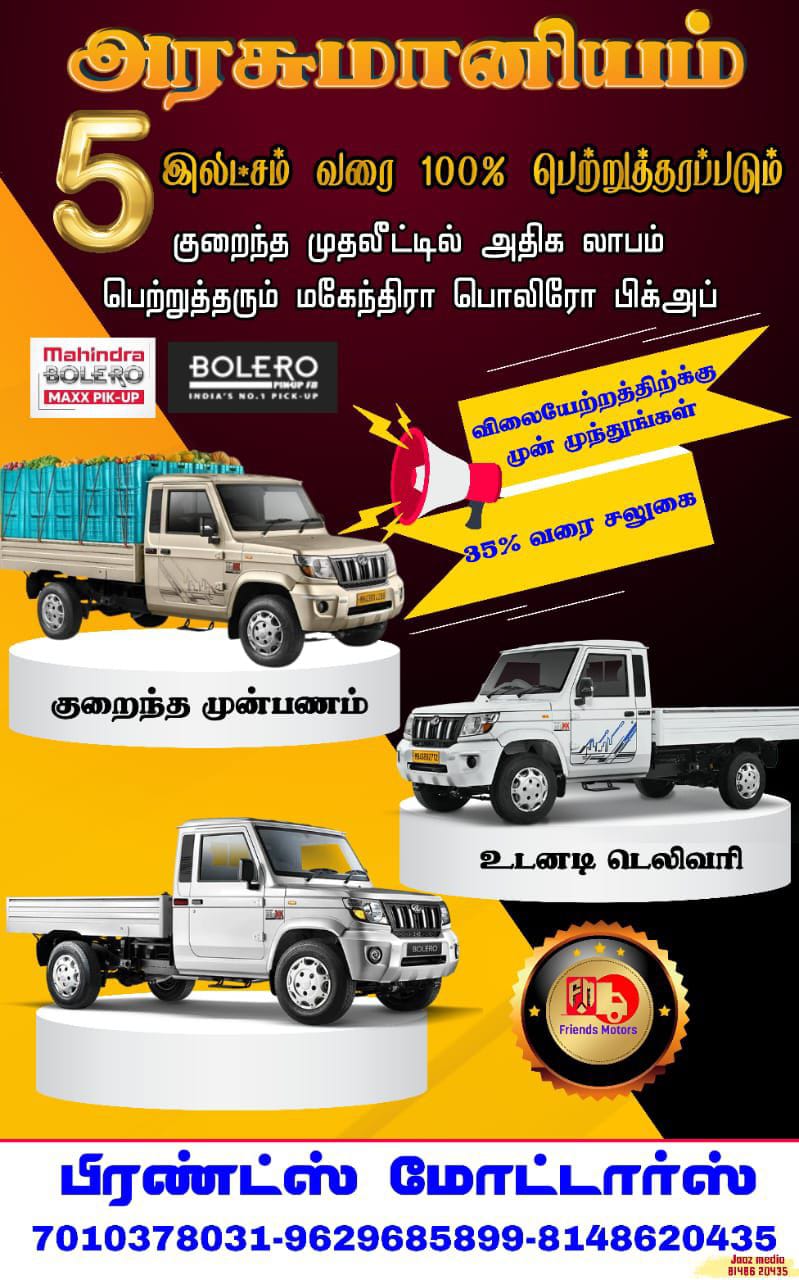 அரசுமானியம்
5 இலட்சம் வரை 100% பெற்றுத்தரப்படும்
குறைந்த முதலீட்டில் அதிக லாபம்
பெற்றுத்தரும் மகேந்திரா பொலிரோ பிக்அப்
Mahindra
BOLERO
MAXX PIK-UP
BOLERO
PIK-UP FB
INDIA'S NO.1 PICK-UP
விலையேற்றத்திற்க்கு
முன் முந்துங்கள்
35% வரை சலுகை
குறைந்த முன்பணம்
உடனடி டெலிவரி
BOLERO
Friends Motors
பிரண்ட்ஸ் மோட்டார்ஸ்
7010378031-9629685899-8148620435
Jaaz media
81486 20435